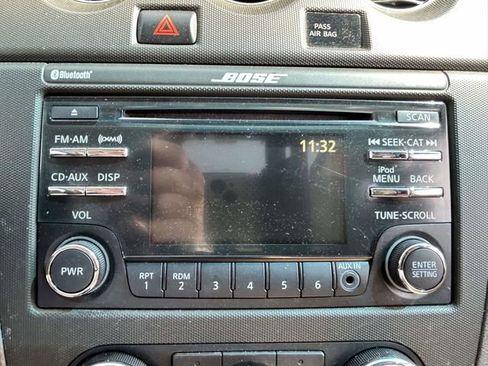 PASS
AIR BAG
Bluetooth
BOSE
SCAN
FM·AM
((XM))
SEEK·CAT
11:32
iPod
CD·AUX DISP
MENU BACK
VOL
TUNE·SCROLL
PWR
RPT
1
RDM
2
3
4
5
6
AUX IN
ENTER
SETTING